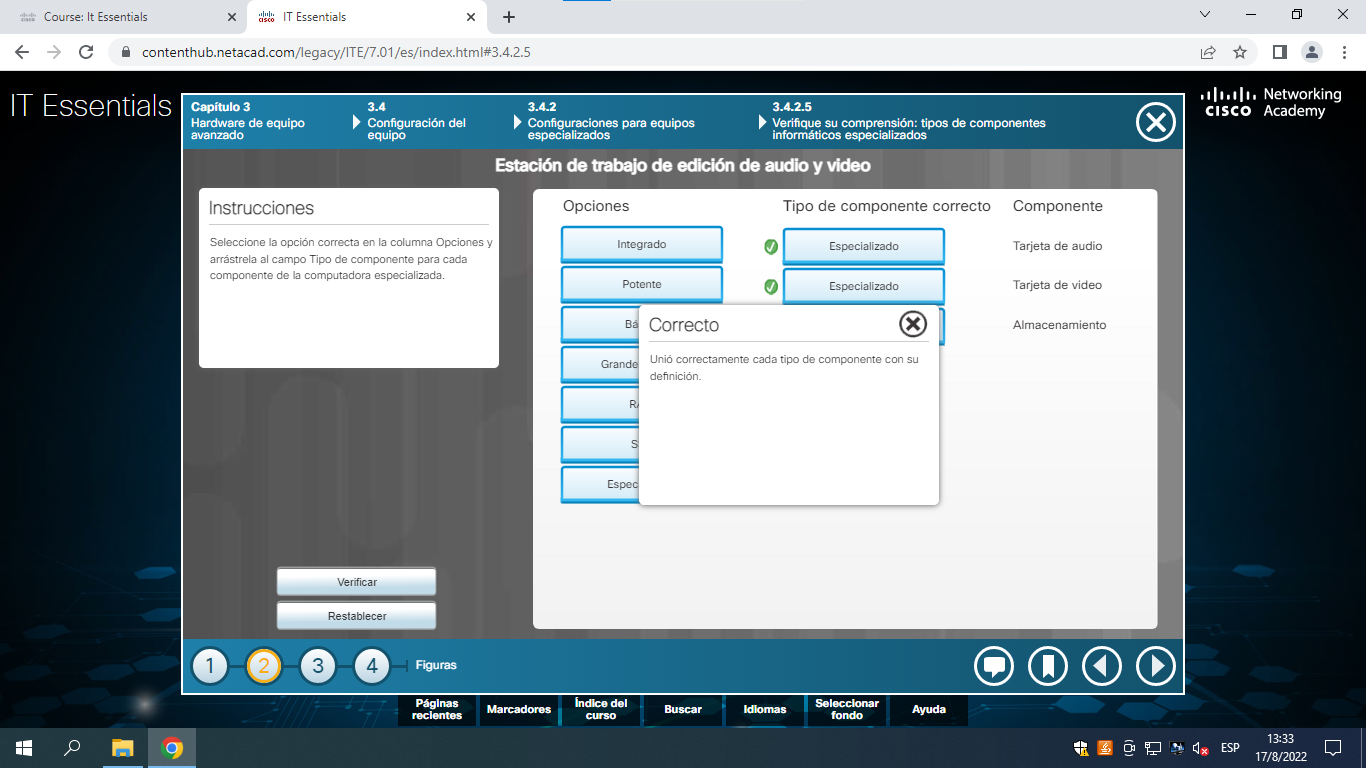 Course: It Essentials
IT Essentials
contenthub.netacad.com/legacy/ITE/7.01/es/index.html#3.4.2.5
IT Essentials
Capítulo 3
Hardware de equipo
avanzado
3.4
Configuración del
equipo
3.4.2
Configuraciones para equipos
especializados
3.4.2.5
Verifique su comprensión: tipos de componentes
informáticos especializados
CISCO
Networking
Academy
Estación de trabajo de edición de audio y video
Instrucciones
Seleccione la opción correcta en la columna Opciones y
arrástrela al campo Tipo de componente para cada
componente de la computadora especializada.
Opciones
Tipo de componente correcto
Componente
Integrado
Especializado
Tarjeta de audio
Potente
Especializado
Tarjeta de video
Almacenamiento
Grande
Correcto
Unió correctamente cada tipo de componente con su
definición.
Verificar
Restablecer
1
2
3
4
Figuras
Páginas
recientes
Marcadores
Índice del
curso
Buscar
Idiomas
Seleccionar
fondo
Ayuda
ESP
13:33
17/8/2022